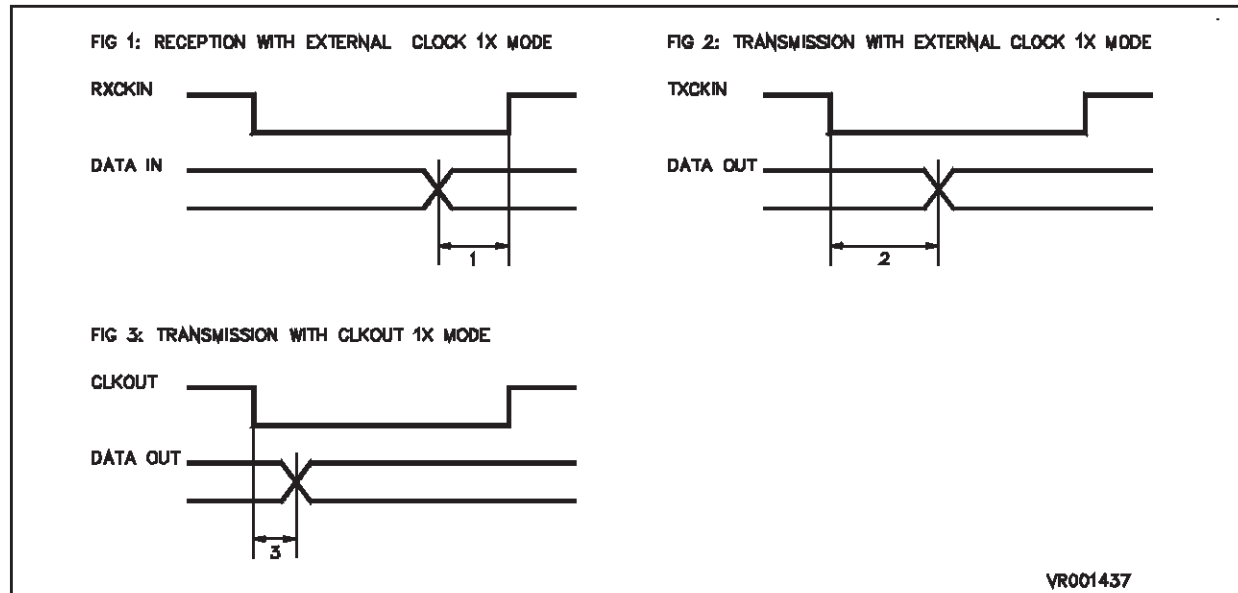 FIG 1: RECEPTION WITH EXTERNAL CLOCK 1X MODE
RXCKIN
DATA IN
1
FIG 2: TRANSMISSION WITH EXTERNAL CLOCK 1X MODE
TXCKIN
DATA OUT
2
FIG 3: TRANSMISSION WITH CLKOUT 1X MODE
CLKOUT
DATA OUT
3
VR001437